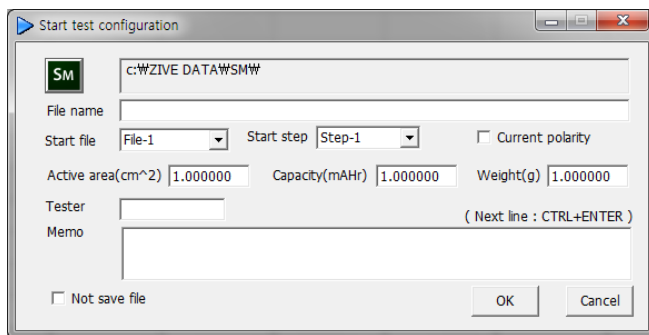 Start test configuration
SM
c:₩ZIVE DATA₩SM₩
File name
Start file File-1 Start step Step-1 Current polarity
Active area(cm^2) 1.000000 Capacity(mAHr) 1.000000 Weight(g) 1.000000
Tester
( Next line : CTRL+ENTER )
Memo
Not save file OK Cancel